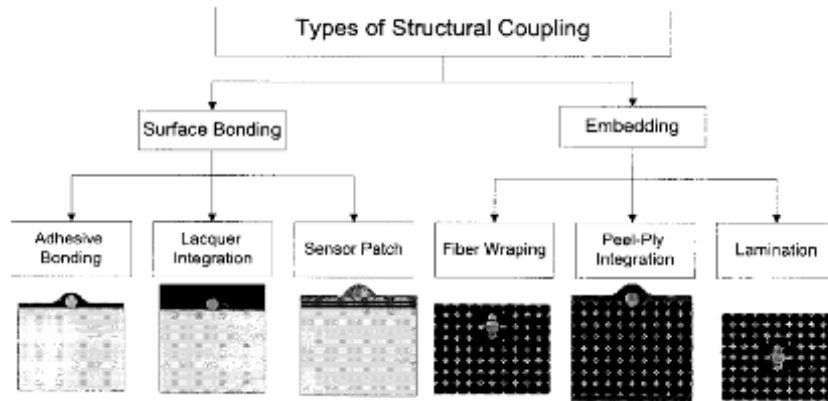 Types of Structural Coupling
Surface Bonding
Embedding
Adhesive
Bonding
Lacquer
Integration
Sensor Patch
Fiber Wraping
Peel-Ply
Integration
Lamination